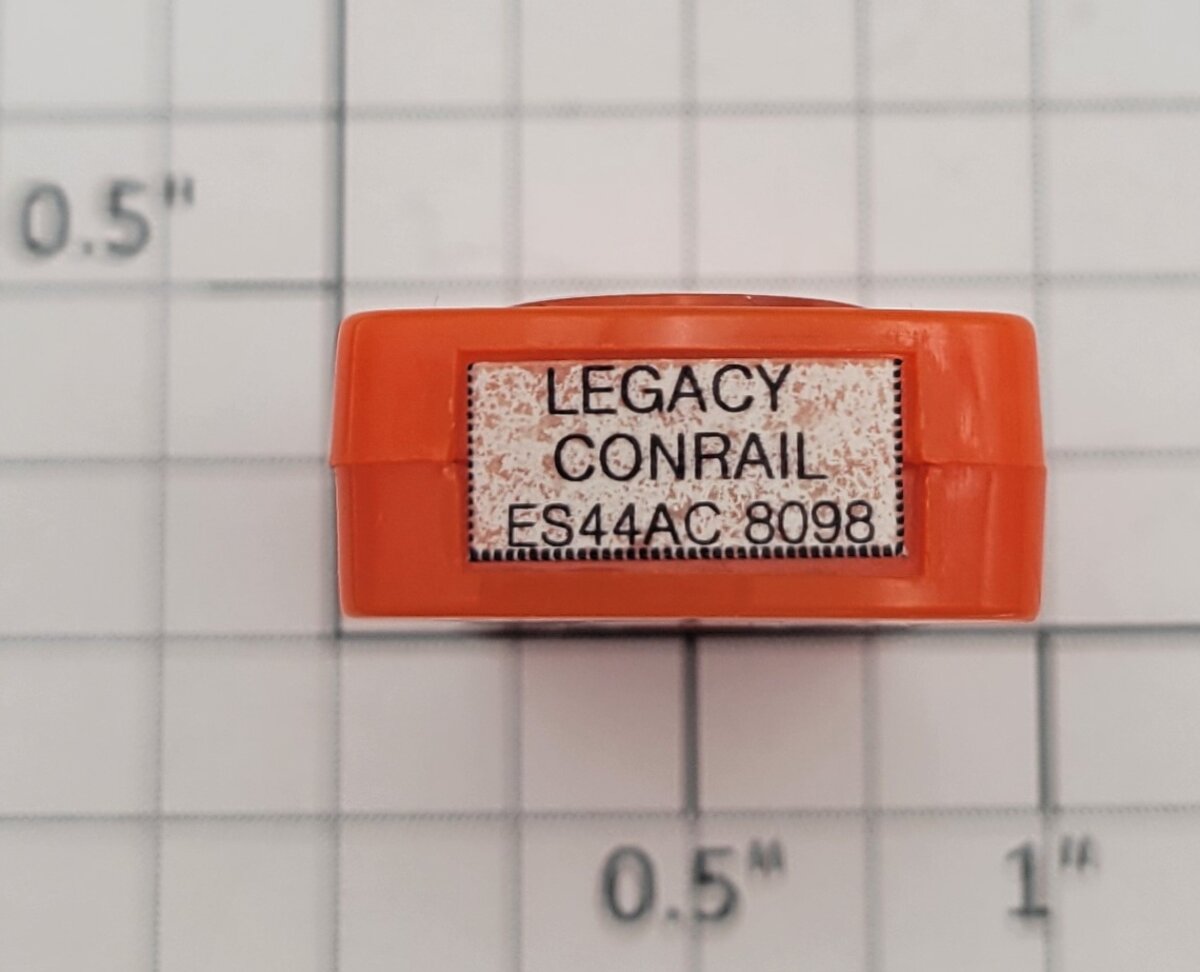 0.5"
LEGACY
CONRAIL
ES44AC 8098
0.5"
1"